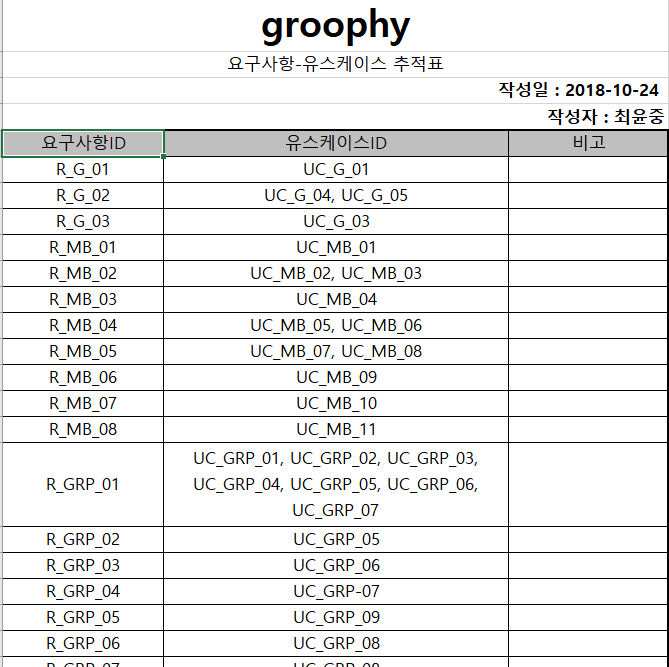 groophy
요구사항-유스케이스 추적표
작성일 : 2018-10-24
작성자 : 최윤중
요구사항ID 유스케이스ID 비고
R_G_01 UC_G_01
R_G_02 UC_G_04, UC_G_05
R_G_03 UC_G_03
R_MB_01 UC_MB_01
R_MB_02 UC_MB_02, UC_MB_03
R_MB_03 UC_MB_04
R_MB_04 UC_MB_05, UC_MB_06
R_MB_05 UC_MB_07, UC_MB_08
R_MB_06 UC_MB_09
R_MB_07 UC_MB_10
R_MB_08 UC_MB_11
R_GRP_01 UC_GRP_01, UC_GRP_02, UC_GRP_03,
UC_GRP_04, UC_GRP_05, UC_GRP_06,
UC_GRP_07
R_GRP_02 UC_GRP_05
R_GRP_03 UC_GRP_06
R_GRP_04 UC_GRP-07
R_GRP_05 UC_GRP_09
R_GRP_06 UC_GRP_08